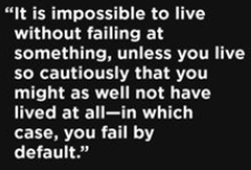 “It is impossible to live
without failing at
something, unless you live
so cautiously that you
might as well not have
lived at all—in which
case, you fail by
default.”